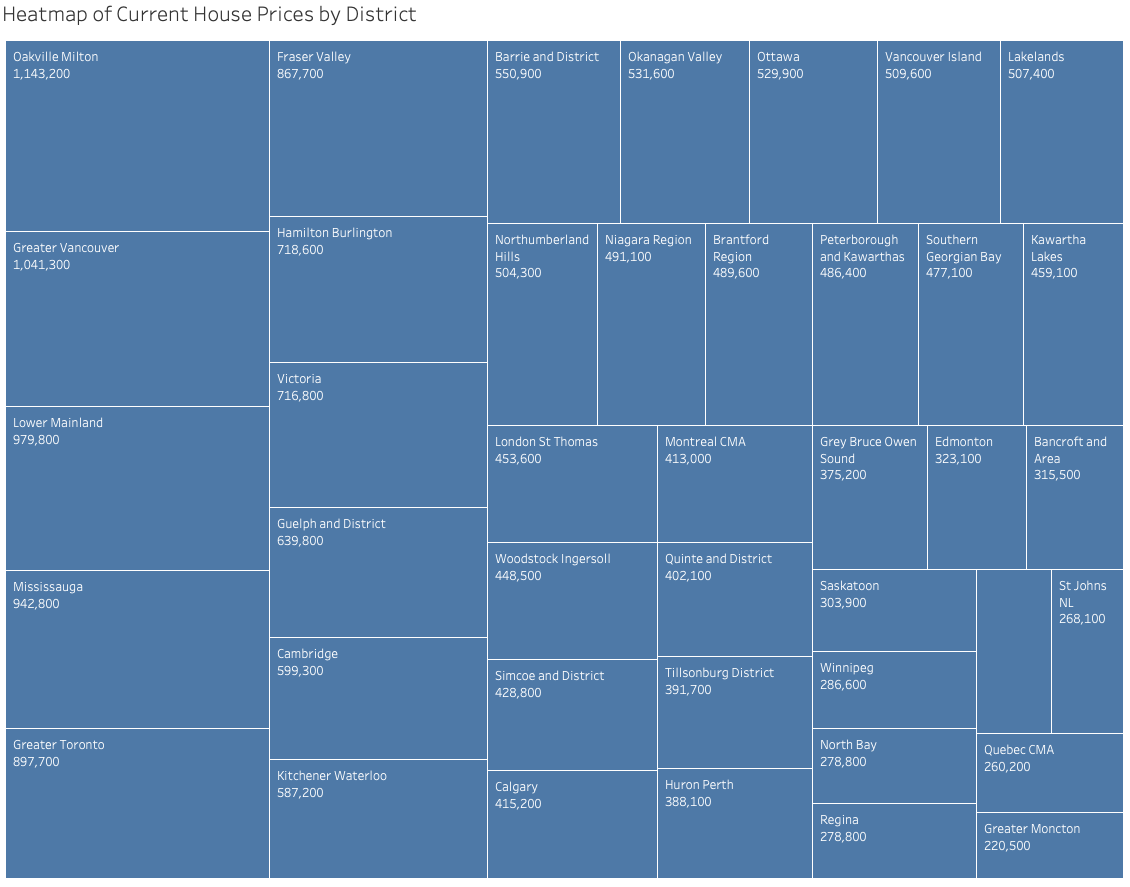 Heatmap of Current House Prices by District
Oakville Milton
1,143,200
Greater Vancouver
1,041,300
Lower Mainland
979,800
Mississauga
942,800
Greater Toronto
897,700
Fraser Valley
867,700
Hamilton Burlington
718,600
Victoria
716,800
Guelph and District
639,800
Cambridge
599,300
Kitchener Waterloo
587,200
Barrie and District
550,900
Okanagan Valley
531,600
Ottawa
529,900
Vancouver Island
509,600
Lakelands
507,400
Northumberland
Hills
504,300
Niagara Region
491,100
Brantford
Region
489,600
Peterborough
and Kawarthas
486,400
Southern
Georgian Bay
477,100
Kawartha
Lakes
459,100
London St Thomas
453,600
Woodstock Ingersoll
448,500
Simcoe and District
428,800
Calgary
415,200
Montreal CMA
413,000
Quinte and District
402,100
Tillsonburg District
391,700
Huron Perth
388,100
Grey Bruce Owen
Sound
375,200
Edmonton
323,100
Bancroft and
Area
315,500
Saskatoon
303,900
Winnipeg
286,600
North Bay
278,800
Regina
278,800
St Johns
NL
268,100
Quebec CMA
260,200
Greater Moncton
220,500